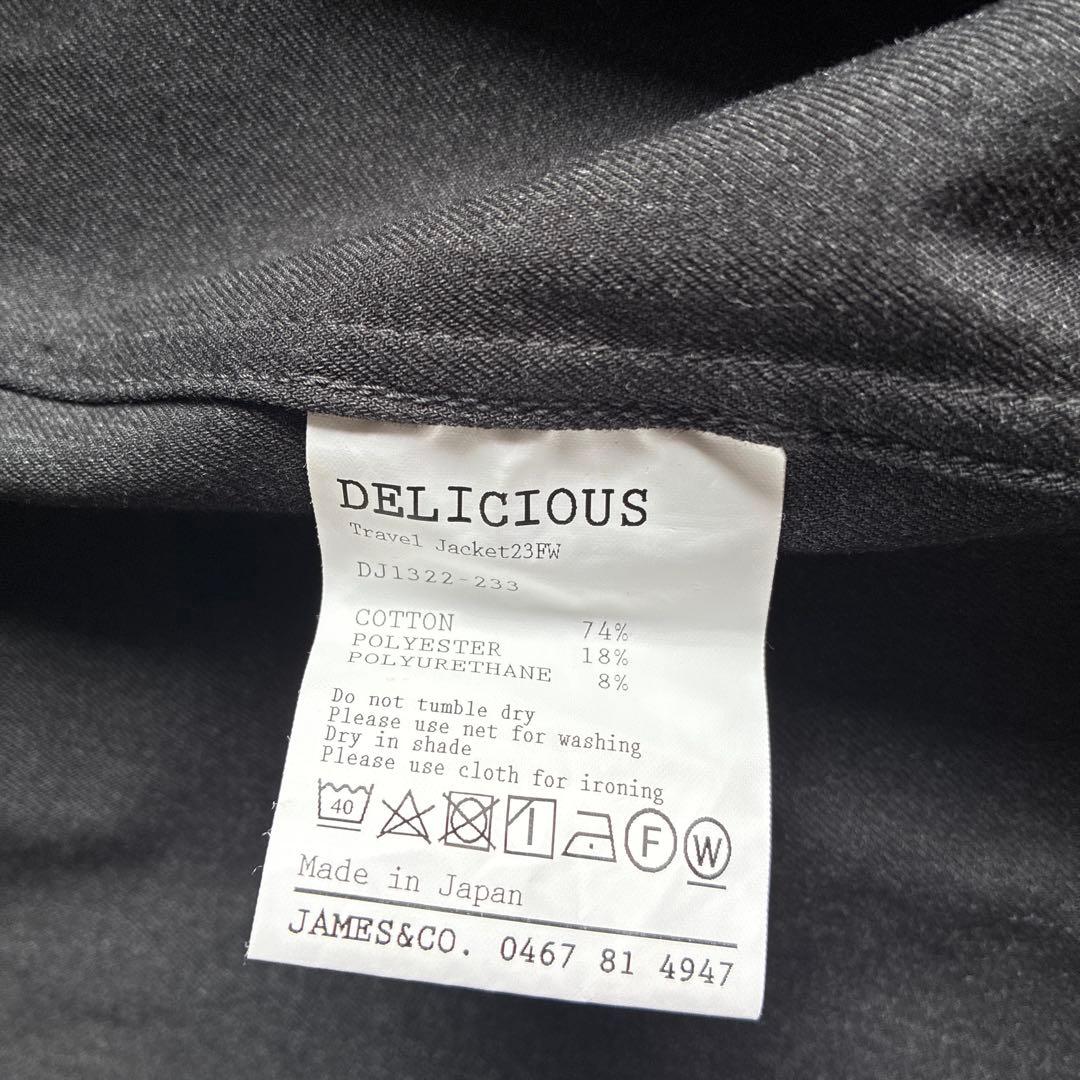 DELICIOUS
Travel Jacket23FW
DJ1322-233
COTTON 74%
POLYESTER 18%
POLYURETHANE 8%
Do not tumble dry
Please use net for washing
Dry in shade
Please use cloth for ironing
40 F W
Made in Japan
JAMES&CO. 0467 81 4947